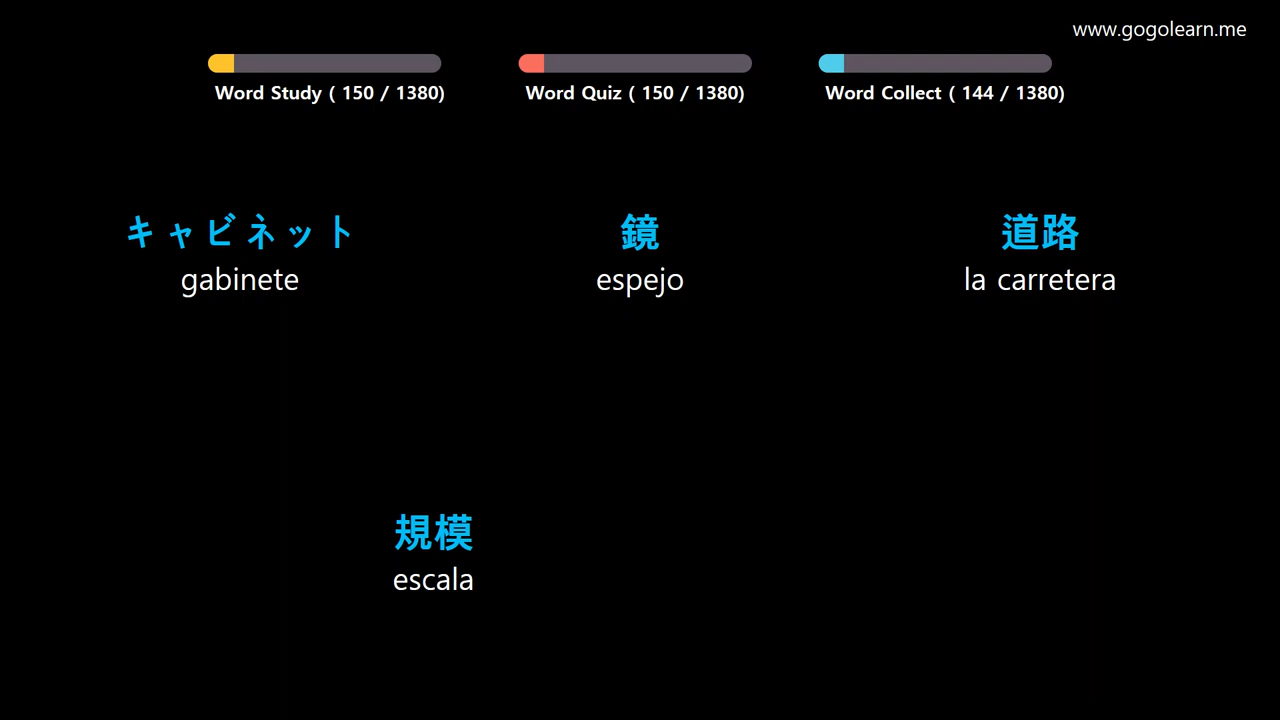 www.gogolearn.me
Word Study ( 150 / 1380)
Word Quiz ( 150 / 1380)
Word Collect ( 144 / 1380)
キャビネット
gabinete
鏡
espejo
道路
la carretera
規模
escala